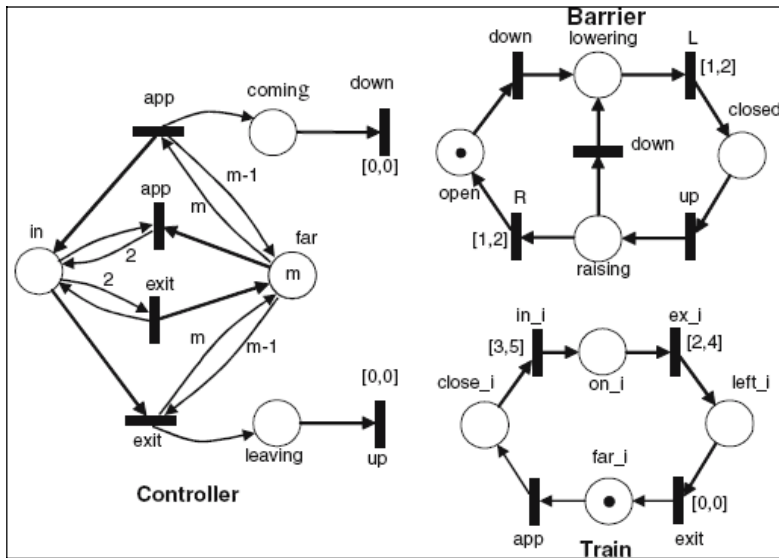 Barrier
down lowering L
[1,2]
coming down
app
closed
m-1
[0,0]
down
app
m
open
R
up
in
far
2
m
[1,2]
raising
2
exit
in_i ex_i
m
m-1
[3,5] [2,4]
[0,0]
close_i on_i left_i
far_i
exit leaving up
[0,0]
Controller
app exit
Train